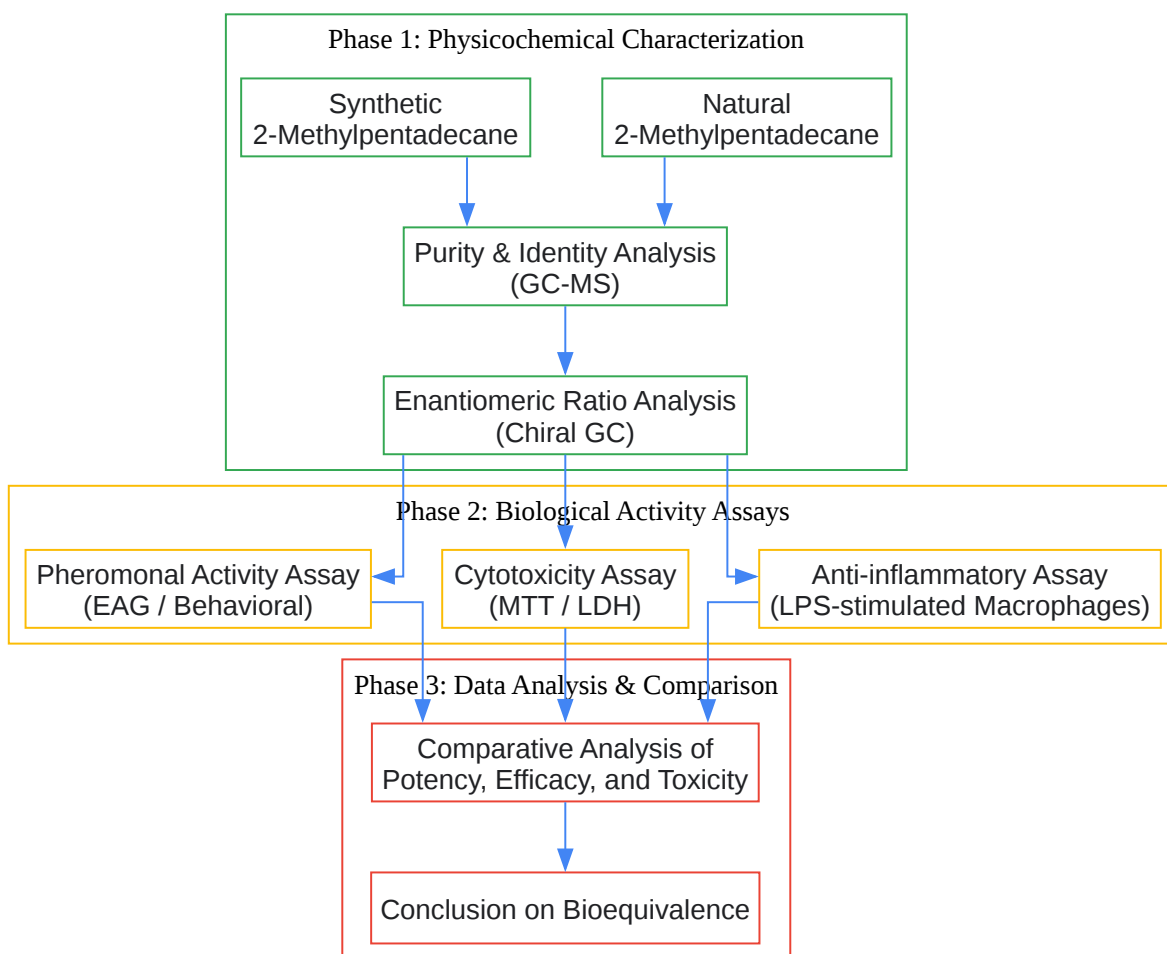 Phase 1: Physicochemical Characterization
Synthetic
2-Methylpentadecane
Natural
2-Methylpentadecane
Purity & Identity Analysis
(GC-MS)
Enantiomeric Ratio Analysis
(Chiral GC)
Phase 2: Biological Activity Assays
Pheromonal Activity Assay
(EAG / Behavioral)
Cytotoxicity Assay
(MTT / LDH)
Anti-inflammatory Assay
(LPS-stimulated Macrophages)
Phase 3: Data Analysis & Comparison
Comparative Analysis of
Potency, Efficacy, and Toxicity
Conclusion on Bioequivalence